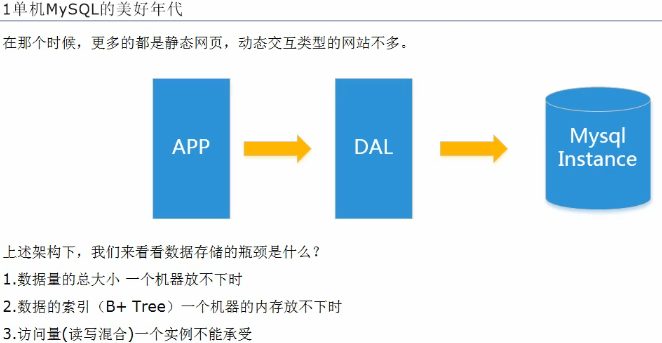 1单机MySQL的美好年代
在那个时候，更多的都是静态网页，动态交互类型的网站不多。
APP
DAL
Mysql
Instance
上述架构下，我们来看看数据存储的瓶颈是什么？
1.数据量的总大小 一个机器放不下时
2.数据的索引（B+ Tree）一个机器的内存放不下时
3.访问量(读写混合)一个实例不能承受